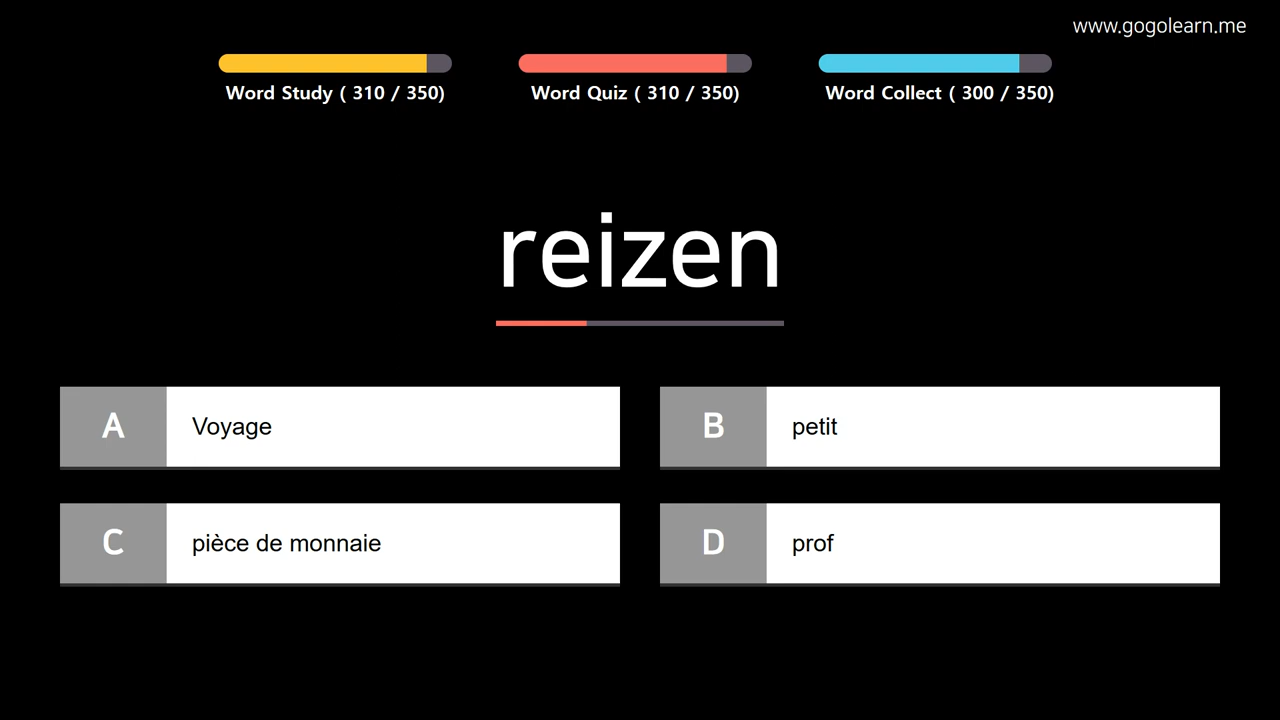 www.gogolearn.me
Word Study ( 310 / 350)
Word Quiz ( 310 / 350)
Word Collect ( 300 / 350)
reizen
A Voyage
B petit
C pièce de monnaie
D prof